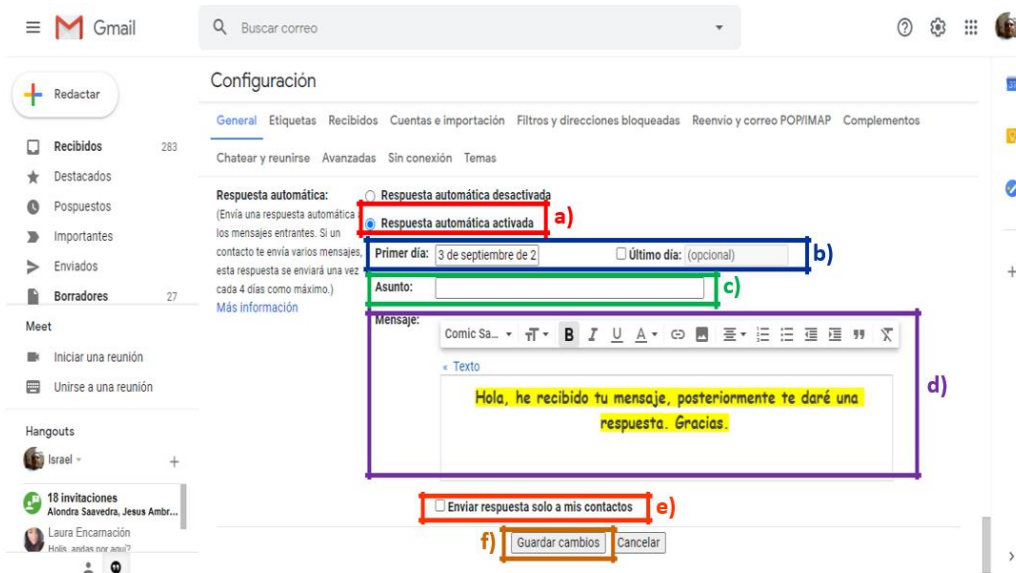 Gmail
Buscar correo
Redactar
Recibidos 283
Destacados
Pospuestos
Importantes
Enviados
Borradores 27
Meet
Iniciar una reunión
Unirse a una reunión
Hangouts
Israel
18 invitaciones
Alondra Saavedra, Jesus Ambr...
Laura Encarnación
Holis, andas por aquí?
Configuración
General Etiquetas Recibidos Cuentas e importación Filtros y direcciones bloqueadas Reenvío y correo POP/IMAP Complementos
Chatear y reunirse Avanzadas Sin conexión Temas
Respuesta automática:
(Envía una respuesta automática a
los mensajes entrantes. Si un
contacto te envía varios mensajes,
esta respuesta se enviará una vez
cada 4 días como máximo.)
Más información
Respuesta automática desactivada
Respuesta automática activada a)
Primer día: 3 de septiembre de 2 Último día: (opcional) b)
Asunto: c)
Mensaje:
Comic Sa... B I U A
« Texto
Hola, he recibido tu mensaje, posteriormente te daré una
respuesta. Gracias.
d)
Enviar respuesta solo a mis contactos e)
f) Guardar cambios Cancelar